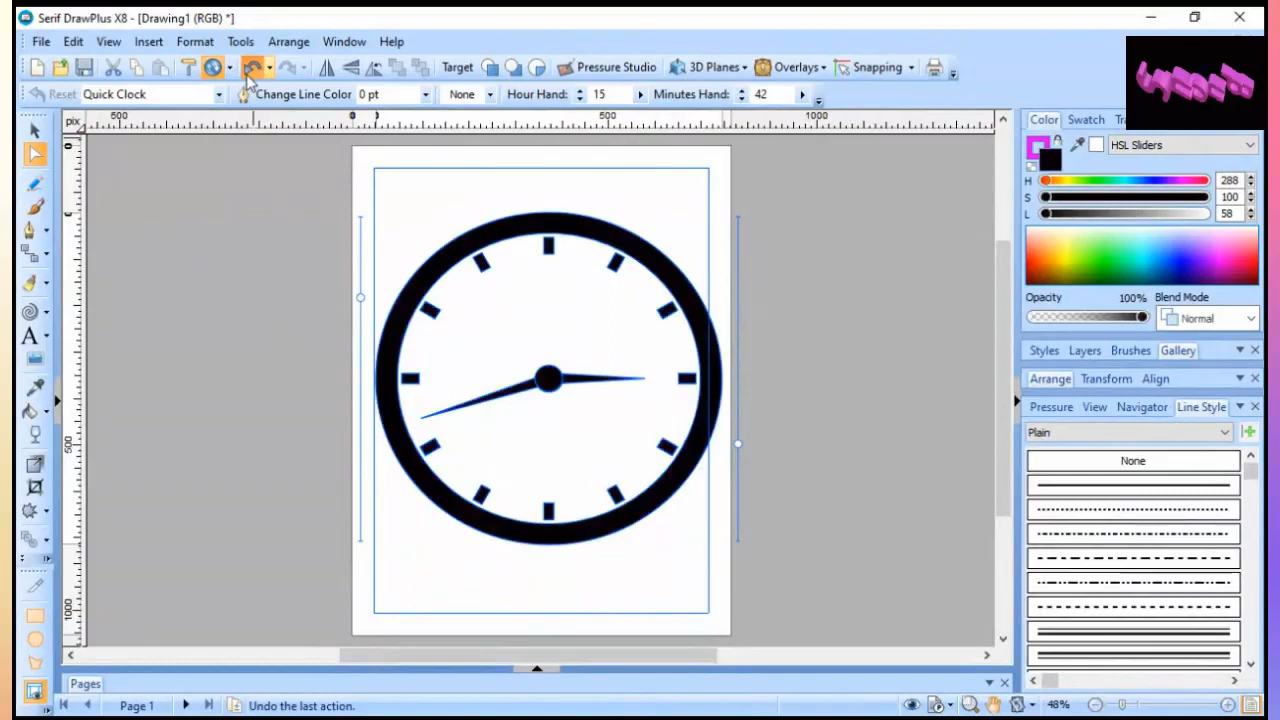 Serif DrawPlus X8 - [Drawing1 (RGB) *]
File Edit View Insert Format Tools Arrange Window Help
Target Pressure Studio 3D Planes Overlays Snapping
Reset Quick Clock Change Line Color 0 pt None Hour Hand: 15 Minutes Hand: 42
pix 500 0 500 1000
0
500
1000
Color Swatch
HSL Sliders
H 288
S 100
L 58
Opacity 100% Blend Mode
Normal
Styles Layers Brushes Gallery
Arrange Transform Align
Pressure View Navigator Line Style
Plain
None
A
Pages
Page 1 Undo the last action. 48%